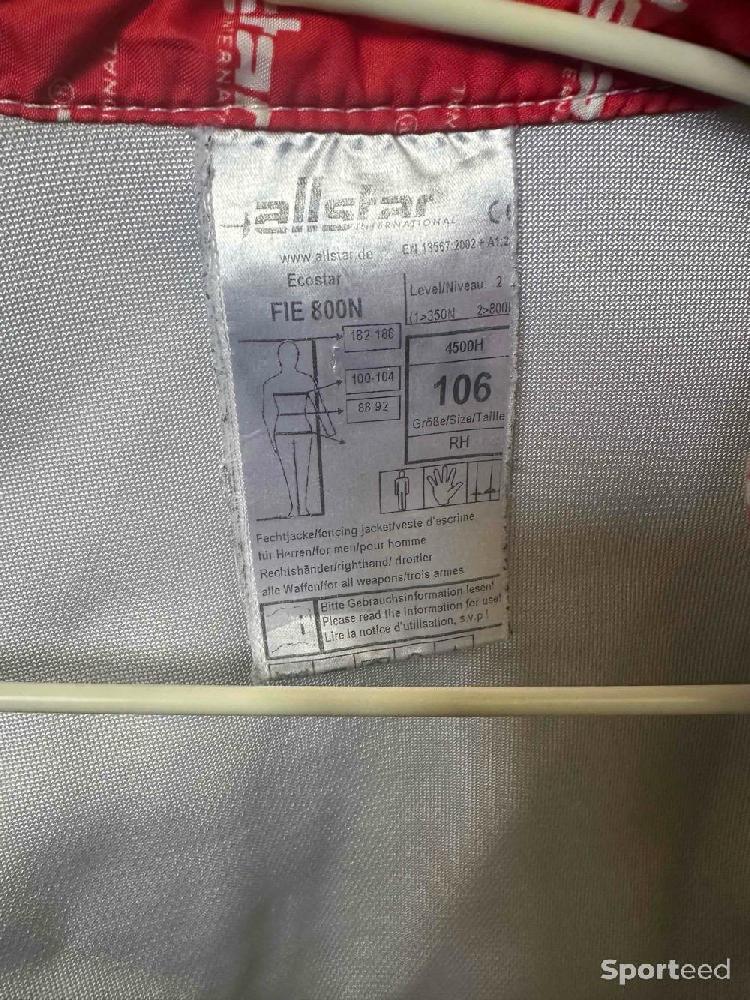 allstar
INTERNATIONAL
www.allstar.de
EN 13567:2002 + A1:2
Ecostar
FIE 800N
Level/Niveau 2
(1>350N 2>800
182-186
100-104
88-92
4500H
106
Größe/Size/Taille
RH
Fechtjacke/fencing jacket/veste d'escrime
für Herren/for men/pour homme
Rechtshänder/righthand/ droitier
alle Waffen/for all weapons/trois armes
Bitte Gebrauchsinformation lesen!
Please read the information for use!
Lire la notice d'utilisation, s.v.p!
Sporteed